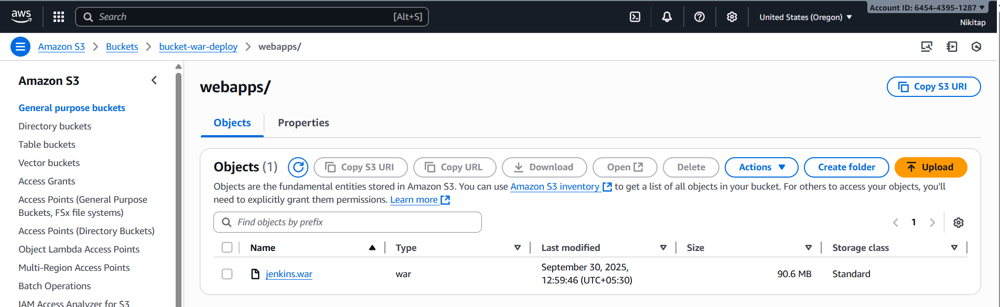 aws
Search
[Alt+S]
United States (Oregon)
Account ID: 6454-4395-1287
Nikitap
Amazon S3 > Buckets > bucket-war-deploy > webapps/
Amazon S3
General purpose buckets
Directory buckets
Table buckets
Vector buckets
Access Grants
Access Points (General Purpose
Buckets, FSx file systems)
Access Points (Directory Buckets)
Object Lambda Access Points
Multi-Region Access Points
Batch Operations
IAM Access Analyzer for S3
webapps/
Copy S3 URI
Objects Properties
Objects (1) Copy S3 URI Copy URL Download Open Delete Actions Create folder Upload
Objects are the fundamental entities stored in Amazon S3. You can use Amazon S3 inventory to get a list of all objects in your bucket. For others to access your objects, you'll
need to explicitly grant them permissions. Learn more
Find objects by prefix
1
Name Type Last modified Size Storage class
jenkins.war war September 30, 2025,
12:59:46 (UTC+05:30) 90.6 MB Standard